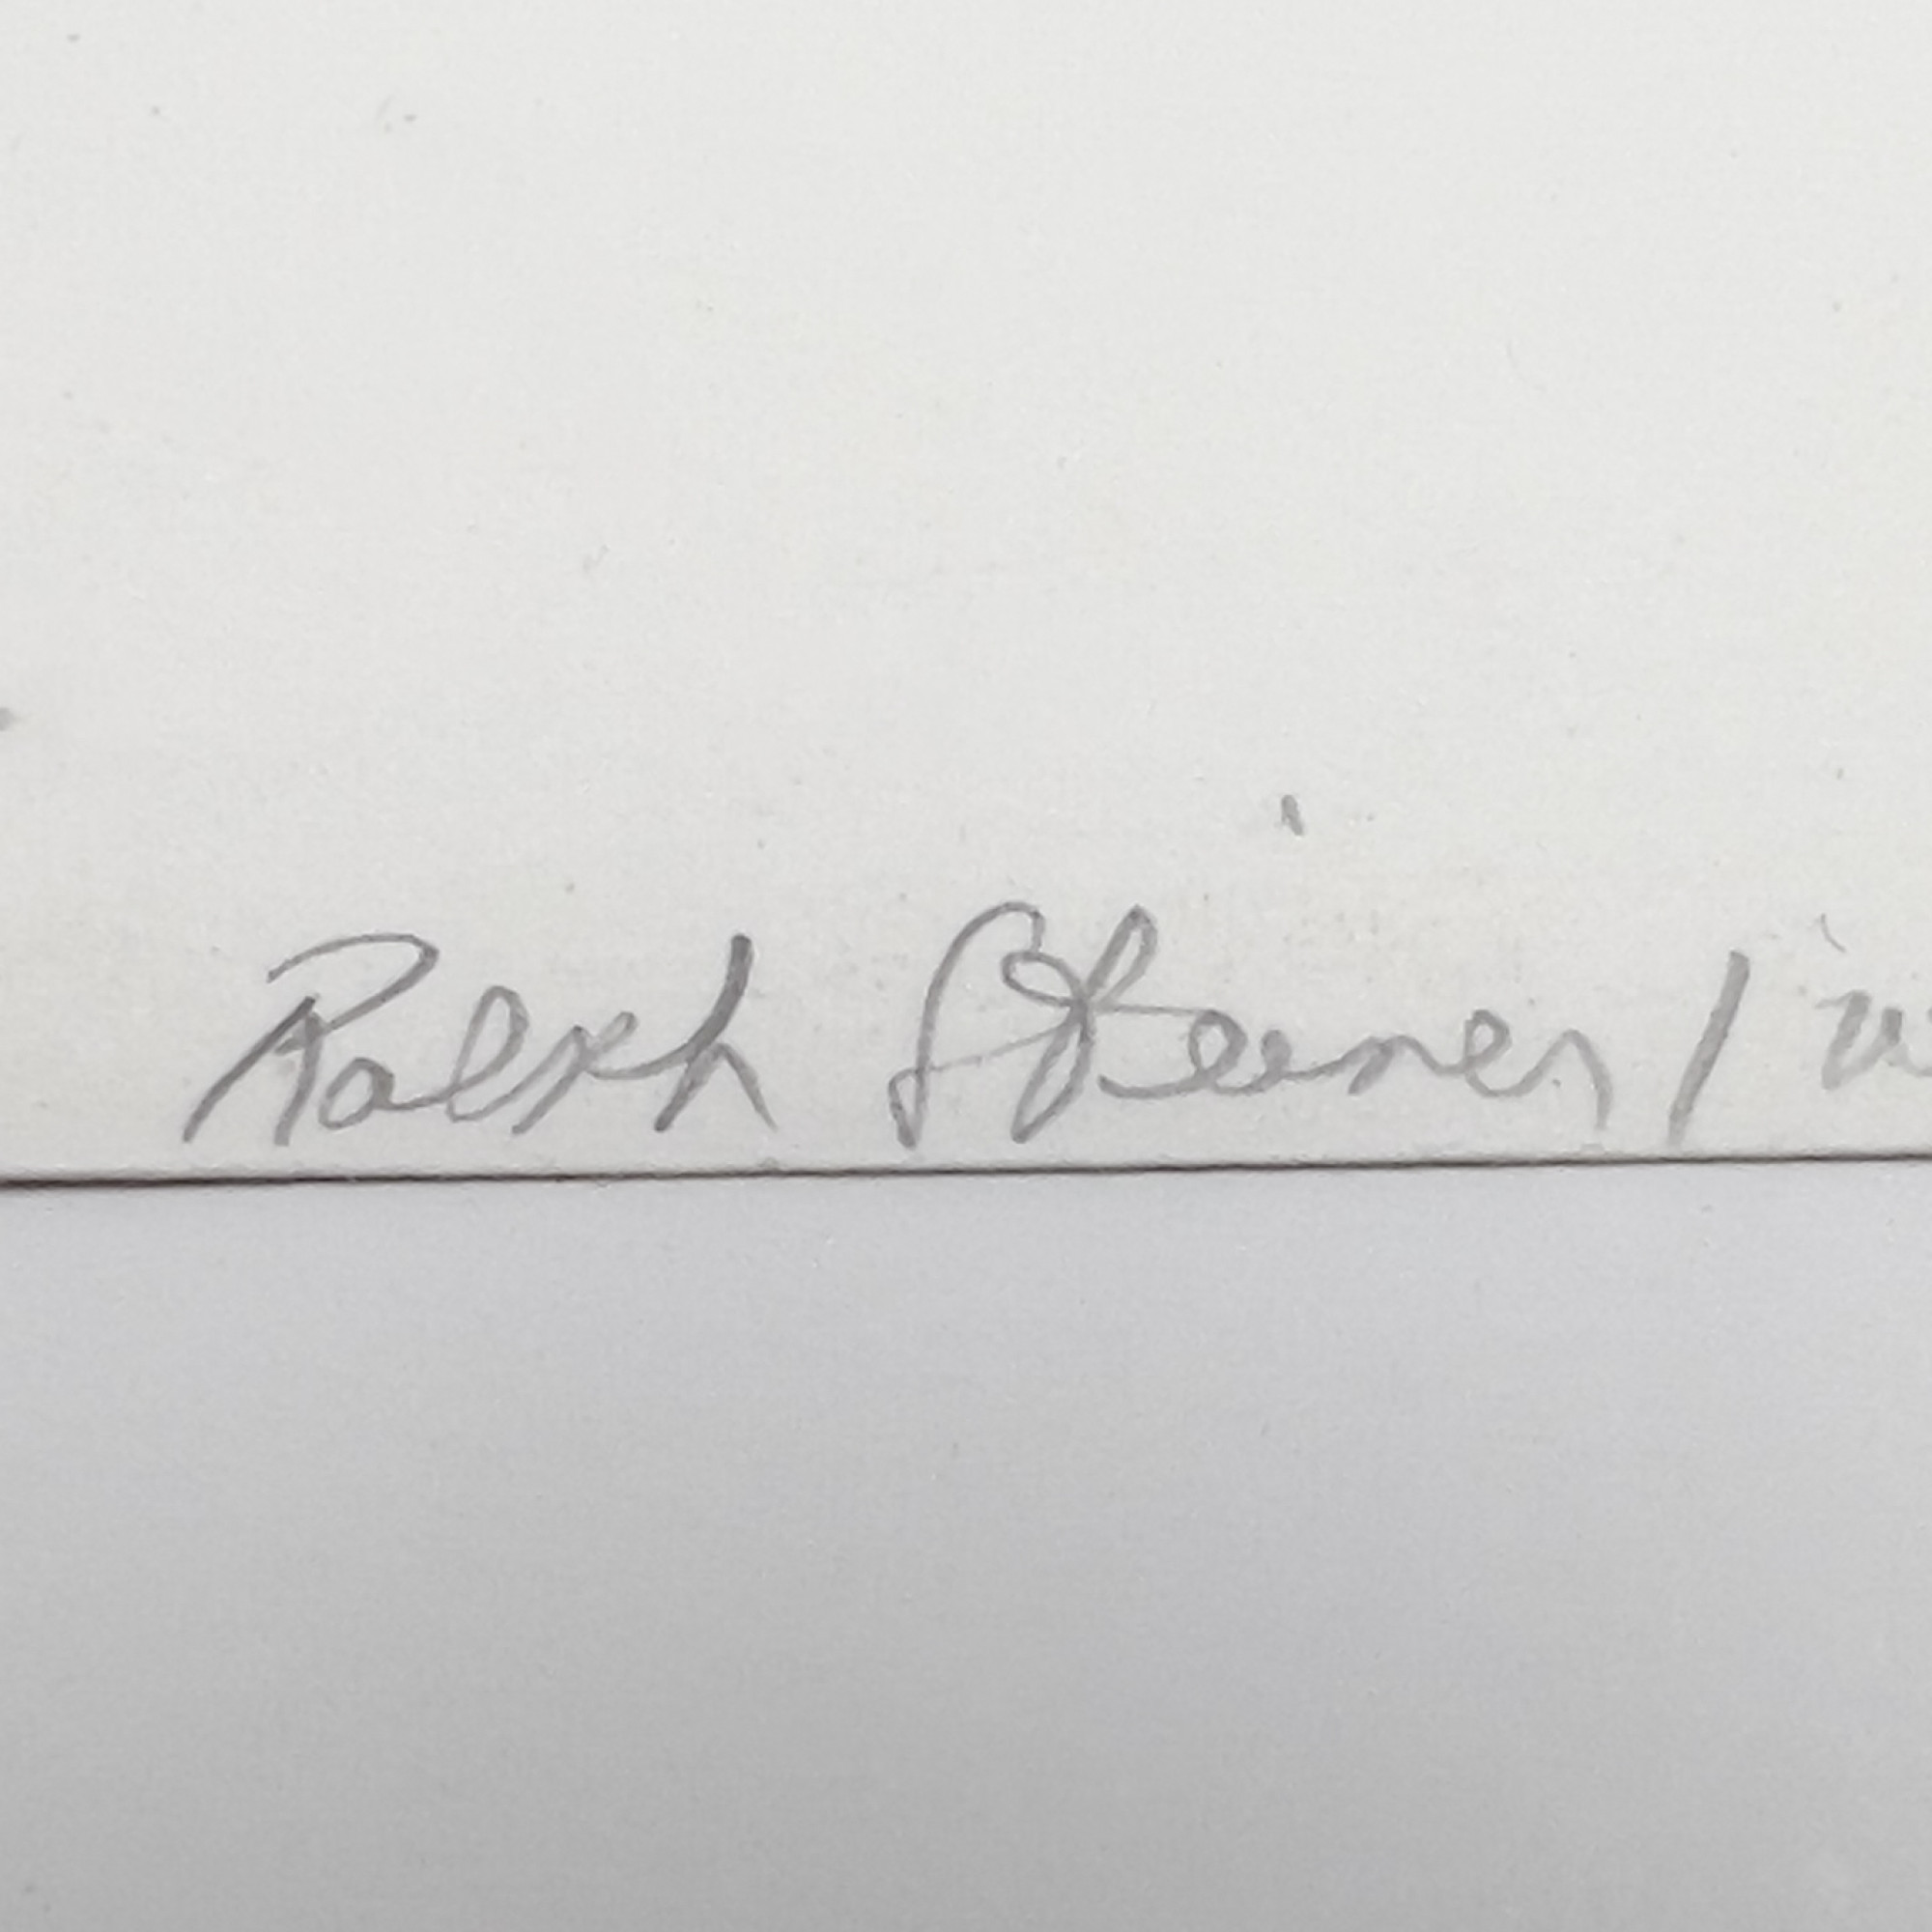 Ralph Steiner /